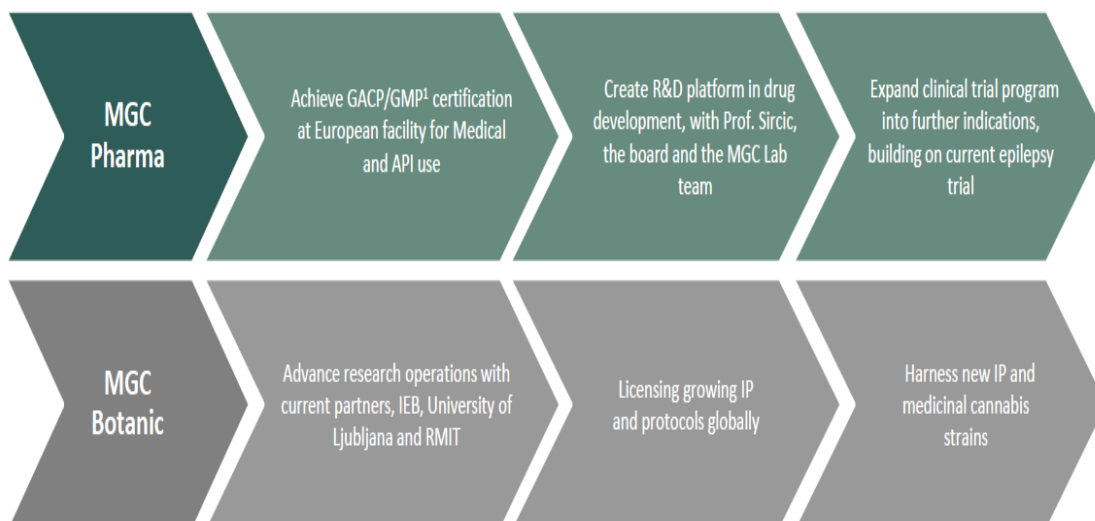 MGC
Pharma
Achieve GACP/GMP¹ certification
at European facility for Medical
and API use
Create R&D platform in drug
development, with Prof. Sircic,
the board and the MGC Lab
team
Expand clinical trial program
into further indications,
building on current epilepsy
trial
MGC
Botanic
Advance research operations with
current partners, IEB, University of
Ljubljana and RMIT
Licensing growing IP
and protocols globally
Harness new IP and
medicinal cannabis
strains